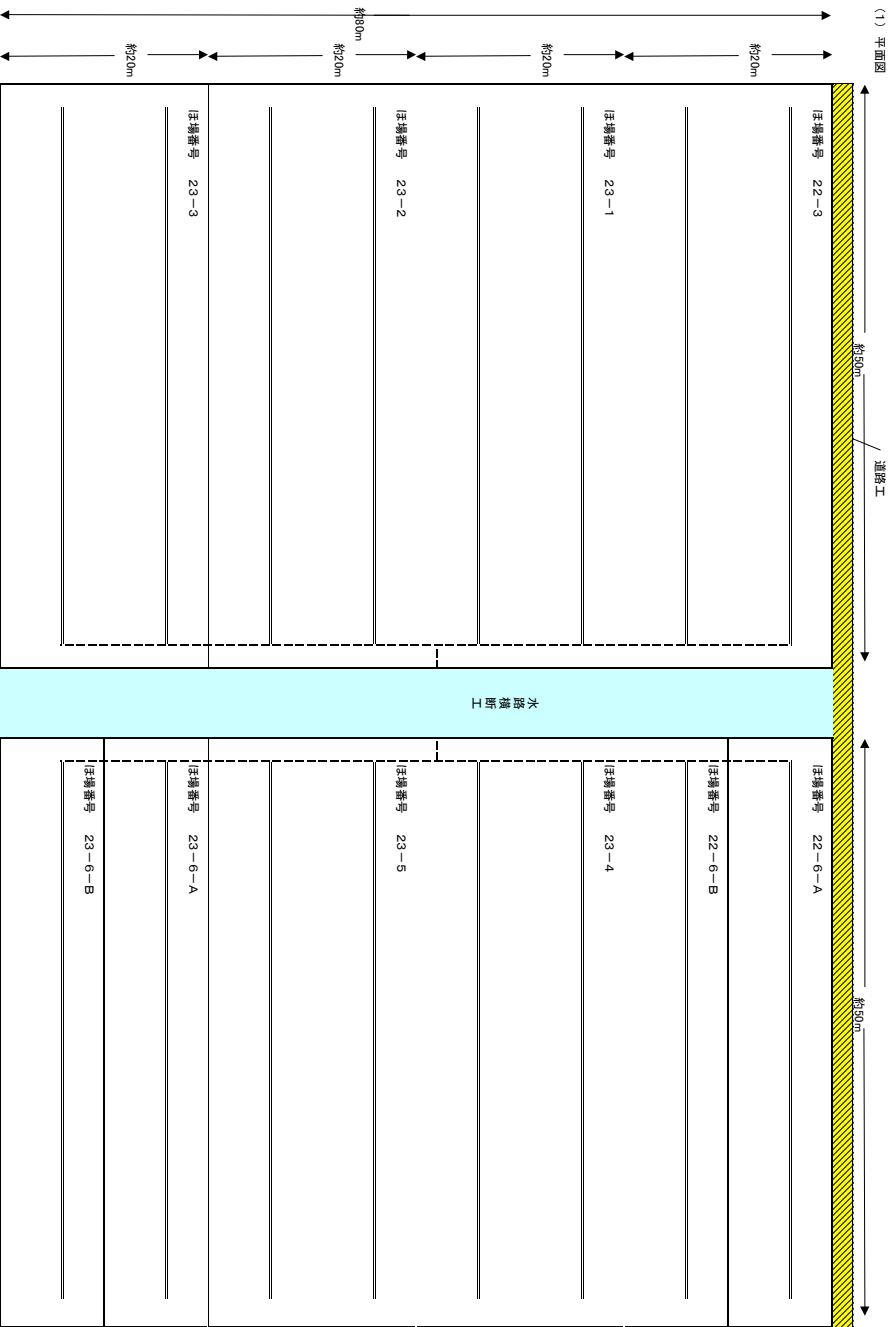 （1）平面図
道路工
約50m
約50m
ほ場番号　22－3
ほ場番号　22－6－A
約20m
ほ場番号　22－6－B
ほ場番号　23－1
ほ場番号　23－4
約20m
水路横断工
ほ場番号　23－2
ほ場番号　23－5
約80m
約20m
ほ場番号　23－3
ほ場番号　23－6－A
約20m
ほ場番号　23－6－B